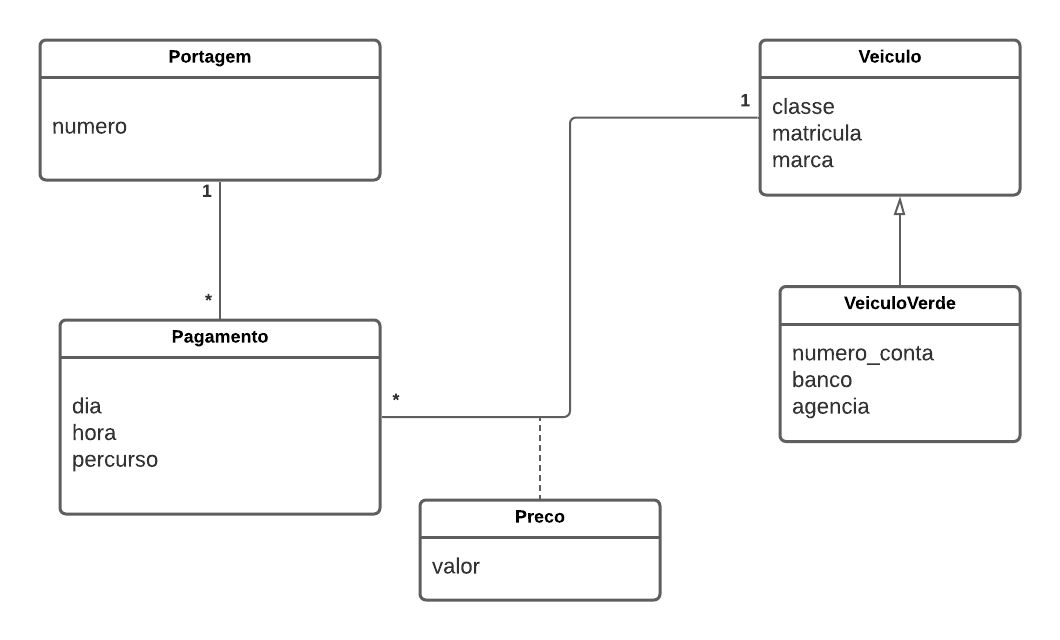 Portagem
numero
1
*
Pagamento
dia
hora
percurso
*
1
Veiculo
classe
matricula
marca
VeiculoVerde
numero_conta
banco
agencia
Preco
valor